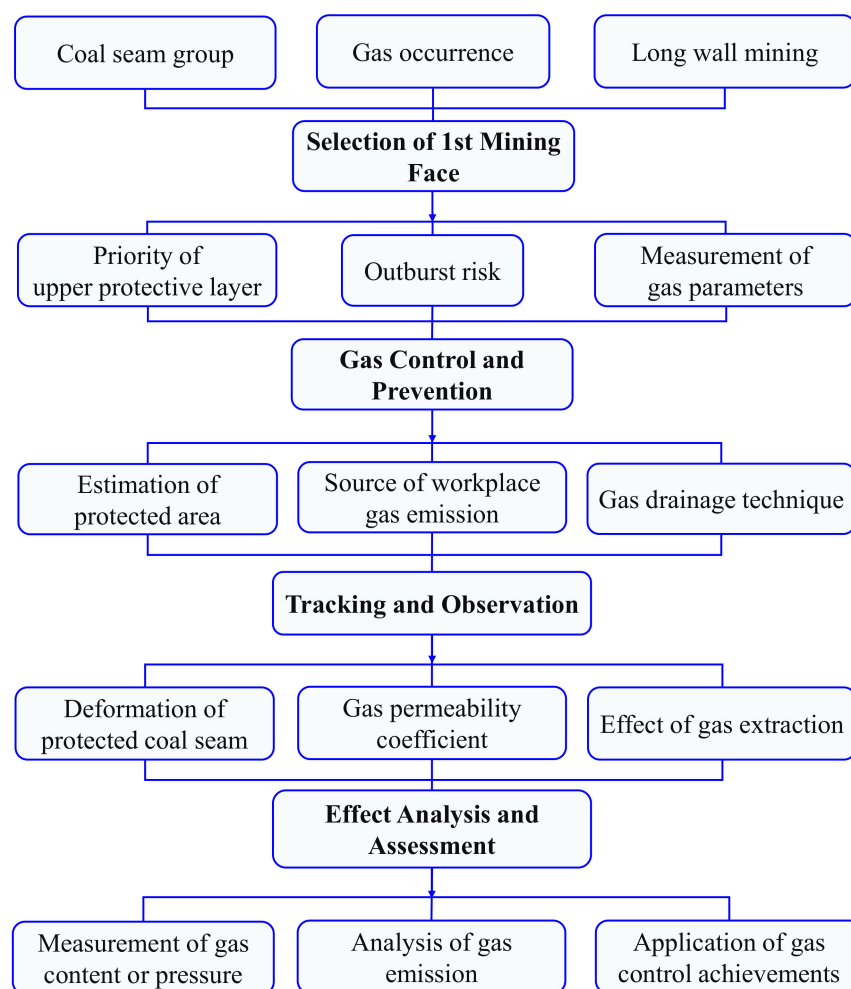 Coal seam group
Gas occurrence
Long wall mining
Selection of 1st Mining
Face
Priority of
upper protective layer
Outburst risk
Measurement of
gas parameters
Gas Control and
Prevention
Estimation of
protected area
Source of workplace
gas emission
Gas drainage technique
Tracking and Observation
Deformation of
protected coal seam
Gas permeability
coefficient
Effect of gas extraction
Effect Analysis and
Assessment
Measurement of gas
content or pressure
Analysis of gas
emission
Application of gas
control achievements